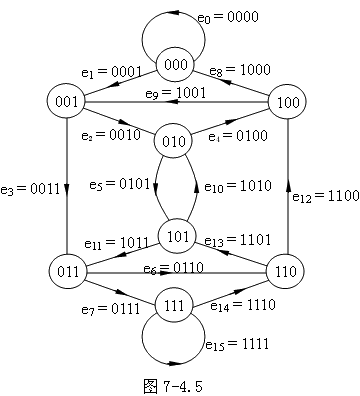 e₀=0000
000
e₁=0001
e₈=1000
e₉=1001
001
100
e₂=0010
010
e₄=0100
e₃=0011
e₅=0101
e₁₀=1010
e₁₂=1100
101
e₁₁=1011
e₁₃=1101
e₆=0110
011
110
111
e₇=0111
e₁₄=1110
e₁₅=1111
图 7-4.5